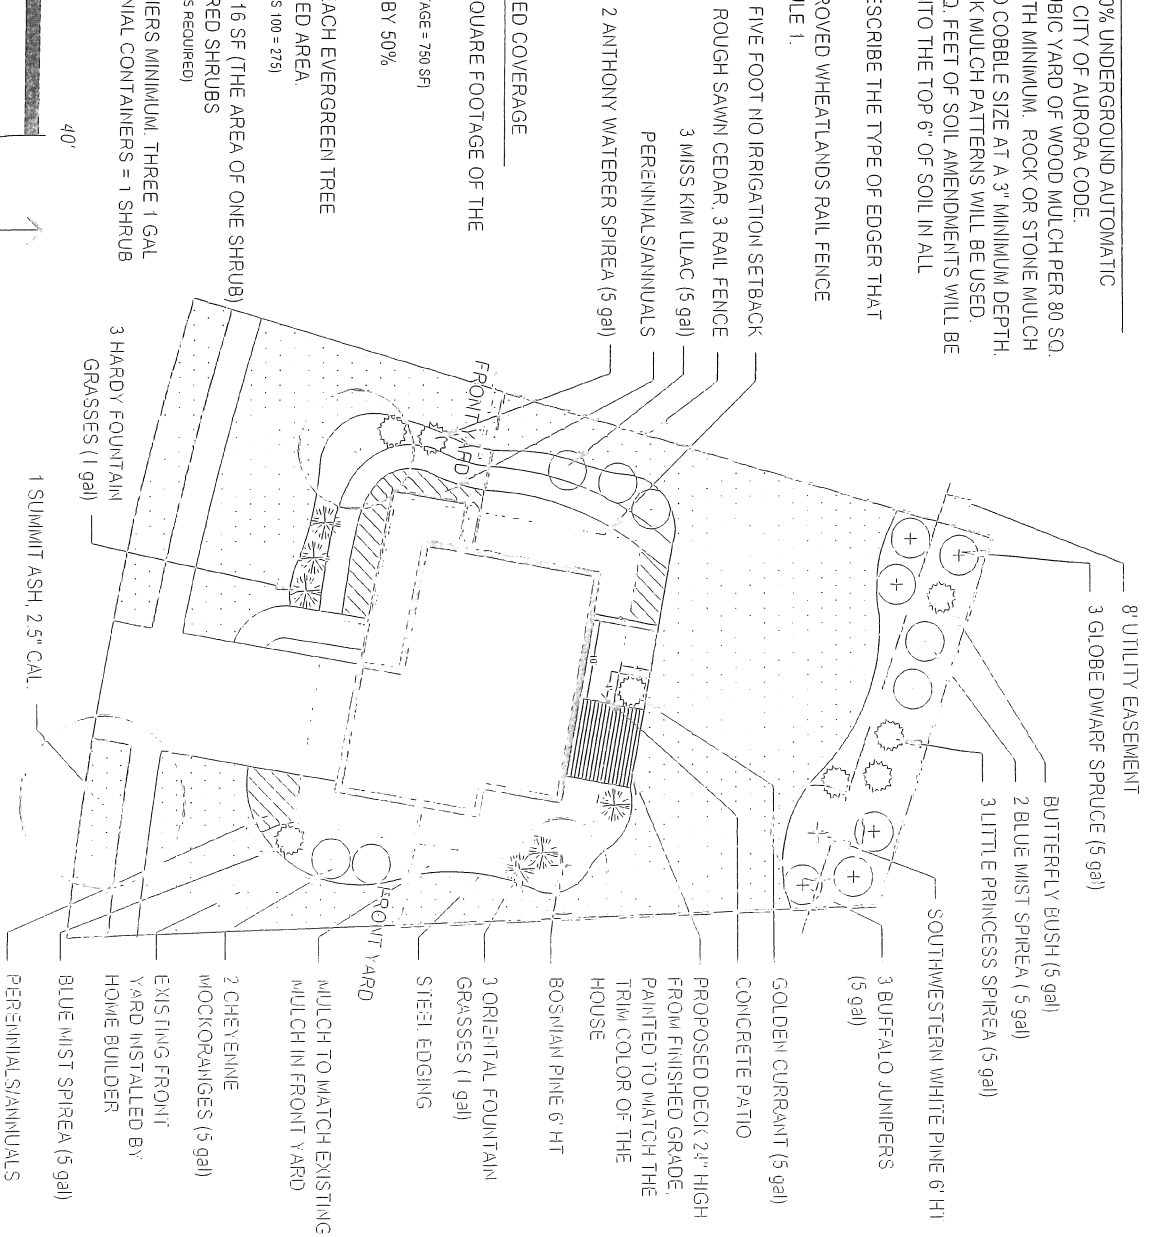 0% UNDERGROUND AUTOMATIC
CITY OF AURORA CODE.
BIC YARD OF WOOD MULCH PER 80 SQ.
TH MINIMUM. ROCK OR STONE MULCH
COBBLE SIZE AT A 3" MINIMUM DEPTH.
K MULCH PATTERNS WILL BE USED.
Q. FEET OF SOIL AMENDMENTS WILL BE
NTO THE TOP 6" OF SOIL IN ALL
ESCRIBE THE TYPE OF EDGER THAT
ROVED WHEATLANDS RAIL FENCE
LE 1.
FIVE FOOT NO IRRIGATION SETBACK
ROUGH SAWN CEDAR, 3 RAIL FENCE
3 MISS KIM LILAC (5 gal)
PERENNIALS/ANNUALS
2 ANTHONY WATERER SPIREA (5 gal)
ED COVERAGE
QUARE FOOTAGE OF THE
TAGE = 750 SF)
BY 50%
ACH EVERGREEN TREE
ED AREA.
S 100 = 275)
16 SF (THE AREA OF ONE SHRUB)
RED SHRUBS
S REQUIRED)
NERS MINIMUM. THREE 1 GAL
NIAL CONTAINERS = 1 SHRUB
40'
3 HARDY FOUNTAIN
GRASSES (1 gal)
1 SUMMIT ASH, 2.5" CAL.
FRONT YARD
10
8' UTILITY EASEMENT
3 GLOBE DWARF SPRUCE (5 gal)
BUTTERFLY BUSH (5 gal)
2 BLUE MIST SPIREA ( 5 gal)
3 LITTLE PRINCESS SPIREA (5 gal)
SOUTHWESTERN WHITE PINE 6' HT
3 BUFFALO JUNIPERS
(5 gal)
GOLDEN CURRANT (5 gal)
CONCRETE PATIO
PROPOSED DECK 24" HIGH
FROM FINISHED GRADE,
PAINTED TO MATCH THE
TRIM COLOR OF THE
HOUSE
BOSNIAN PINE 6' HT
3 ORIENTAL FOUNTAIN
GRASSES (1 gal)
STEEL EDGING
FRONT YARD
MULCH TO MATCH EXISTING
MULCH IN FRONT YARD
2 CHEYENNE
MOCKORANGES (5 gal)
EXISTING FRONT
YARD INSTALLED BY
HOME BUILDER
BLUE MIST SPIREA (5 gal)
PERENNIALS/ANNUALS